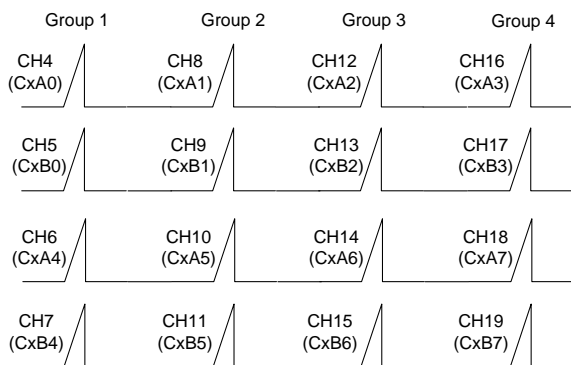 Group 1 Group 2 Group 3 Group 4
CH4 CH8 CH12 CH16
(CxA0) (CxA1) (CxA2) (CxA3)
CH5 CH9 CH13 CH17
(CxB0) (CxB1) (CxB2) (CxB3)
CH6 CH10 CH14 CH18
(CxA4) (CxA5) (CxA6) (CxA7)
CH7 CH11 CH15 CH19
(CxB4) (CxB5) (CxB6) (CxB7)